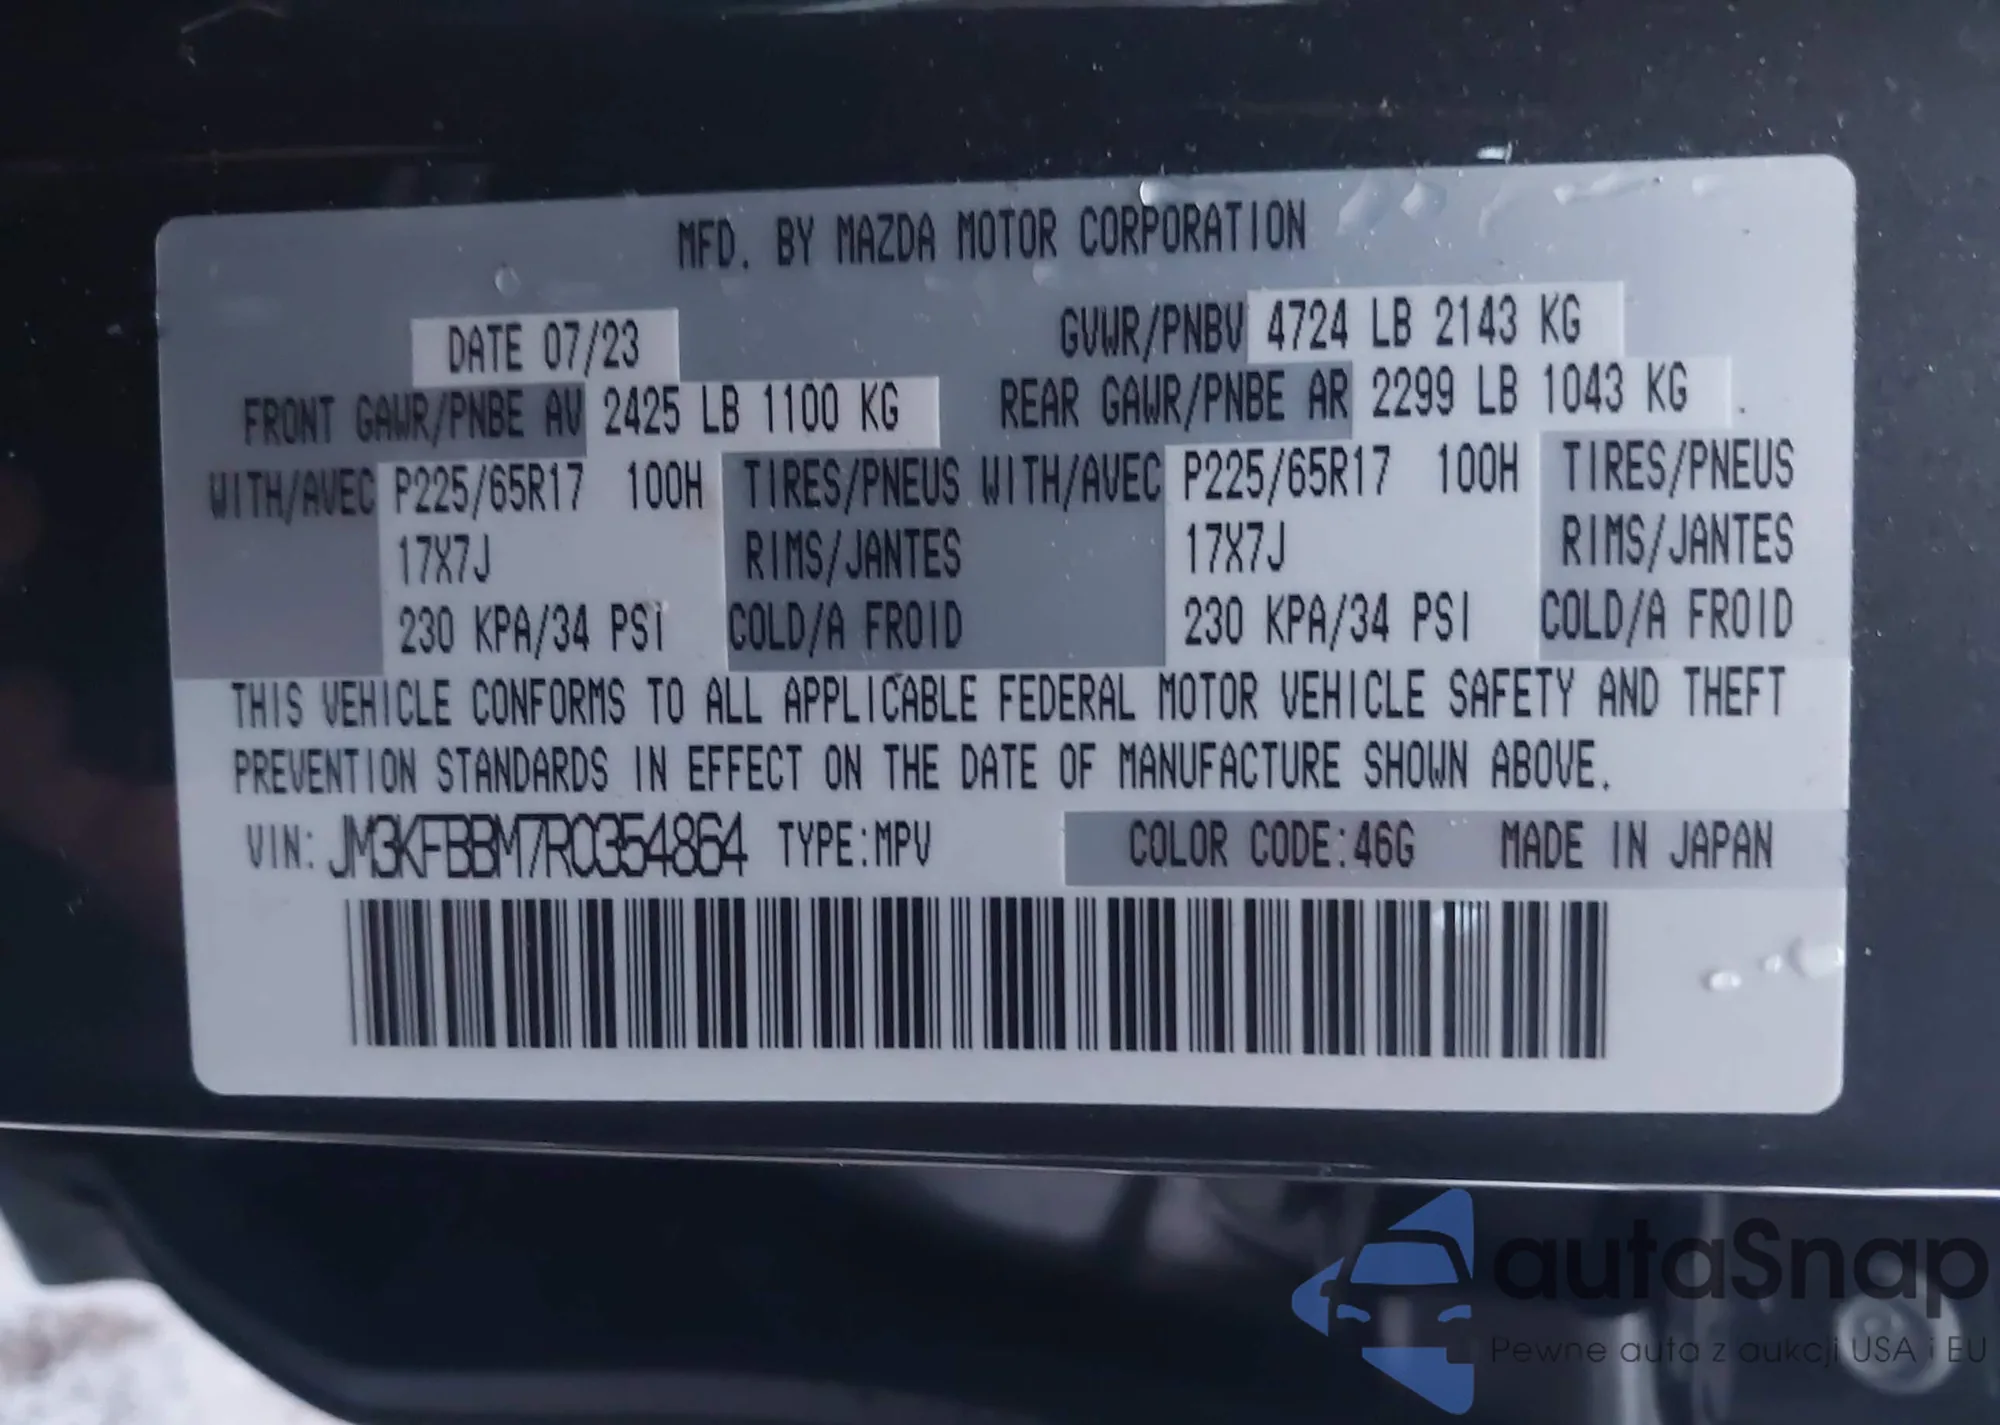 MFD. BY MAZDA MOTOR CORPORATION
DATE 07/23 GVWR/PNBV 4724 LB 2143 KG
FRONT GAWR/PNBE AV 2425 LB 1100 KG REAR GAWR/PNBE AR 2299 LB 1043 KG
WITH/AVEC P225/65R17 100H TIRES/PNEUS WITH/AVEC P225/65R17 100H TIRES/PNEUS
17X7J RIMS/JANTES 17X7J RIMS/JANTES
230 KPA/34 PSI COLD/A FROID 230 KPA/34 PSI COLD/A FROID
THIS VEHICLE CONFORMS TO ALL APPLICABLE FEDERAL MOTOR VEHICLE SAFETY AND THEFT
PREVENTION STANDARDS IN EFFECT ON THE DATE OF MANUFACTURE SHOWN ABOVE.
VIN: JM3KFBBM7R0354864 TYPE:MPV COLOR CODE:46G MADE IN JAPAN
autaSnap
Pewne auta z aukcji USA i EU